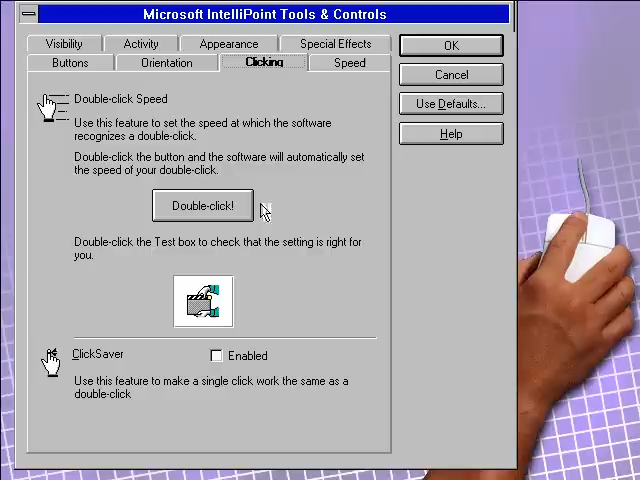 Microsoft IntelliPoint Tools & Controls
Visibility
Activity
Appearance
Special Effects
Buttons
Orientation
Clicking
Speed
OK
Cancel
Use Defaults...
Help
Double-click Speed
Use this feature to set the speed at which the software
recognizes a double-click.
Double-click the button and the software will automatically set
the speed of your double-click.
Double-click!
Double-click the Test box to check that the setting is right for
you.
ClickSaver
Enabled
Use this feature to make a single click work the same as a
double-click